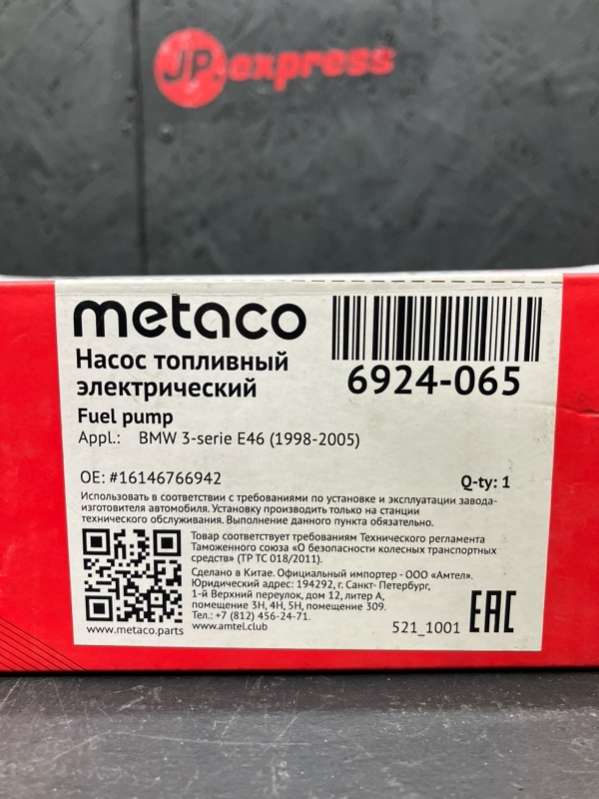 JP.express
metaco
Насос топливный
электрический
6924-065
Fuel pump
Appl.: BMW 3-serie E46 (1998-2005)
OE: #16146766942
Q-ty: 1
Использовать в соответствии с требованиями по установке и эксплуатации завода-
изготовителя автомобиля. Установку производить только на станции
технического обслуживания. Выполнение данного пункта обязательно.
Товар соответствует требованиям Технического регламента
Таможенного союза «О безопасности колесных транспортных
средств» (ТР ТС 018/2011).
Сделано в Китае. Официальный импортер - ООО «Амтел».
Юридический адрес: 194292, г. Санкт- Петербург,
1-й Верхний переулок, дом 12, литер А,
помещение 3Н, 4Н, 5Н, помещение 309.
Тел.: +7 (812) 456-24-71.
www.metaco.parts
www.amtel.club
521_1001
EAC